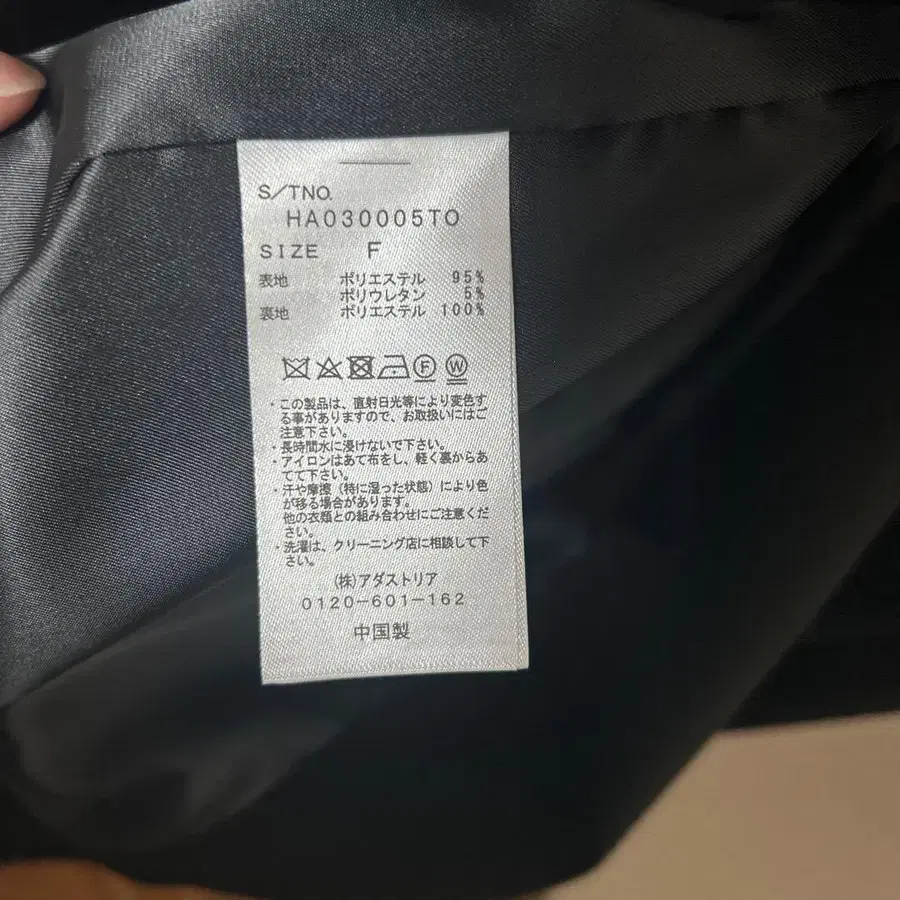 S/TNO.
HA030005TO
SIZE F
表地 ポリエステル 95%
ポリウレタン 5%
裏地 ポリエステル 100%
F W
・この製品は、直射日光等により変色す
る事がありますので、お取扱いにはご
注意下さい。
・長時間水に浸けないで下さい。
・アイロンはあて布をし、軽く裏からあ
てて下さい。
・汗や摩擦（特に湿った状態）により色
が移る場合があります。
他の衣類との組み合わせにご注意くだ
さい。
・洗濯は、クリーニング店に相談して下
さい。
(株)アダストリア
0120-601-162
中国製